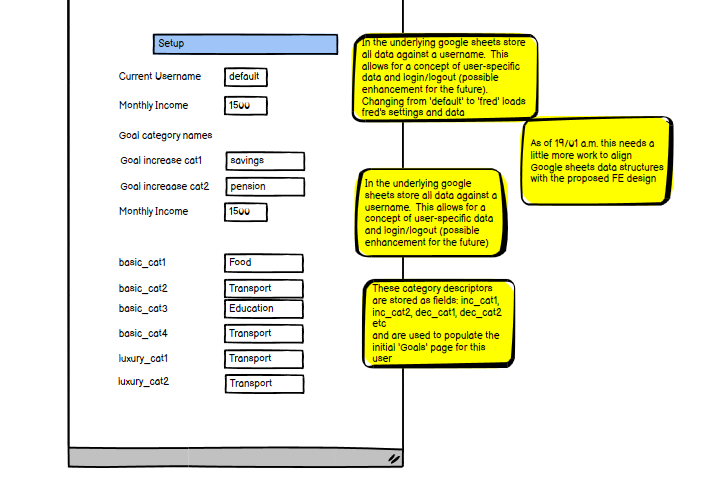 Setup
Current Username default
Monthly Income 1500
Goal category names
Goal increase cat1 savings
Goal increase cat2 pension
Monthly Income 1500
basic_cat1 Food
basic_cat2 Transport
basic_cat3 Education
basic_cat4 Transport
luxury_cat1 Transport
luxury_cat2 Transport
In the underlying google sheets store
all data against a username. This
allows for a concept of user-specific
data and login/logout (possible
enhancement for the future).
Changing from 'default' to 'fred' loads
fred's settings and data
As of 19/01 a.m. this needs a
little more work to align
Google sheets data structures
with the proposed FE design
In the underlying google
sheets store all data against a
username. This allows for a
concept of user-specific data
and login/logout (possible
enhancement for the future)
These category descriptors
are stored as fields: inc_cat1,
inc_cat2, dec_cat1, dec_cat2
etc
and are used to populate the
initial 'Goals' page for this
user